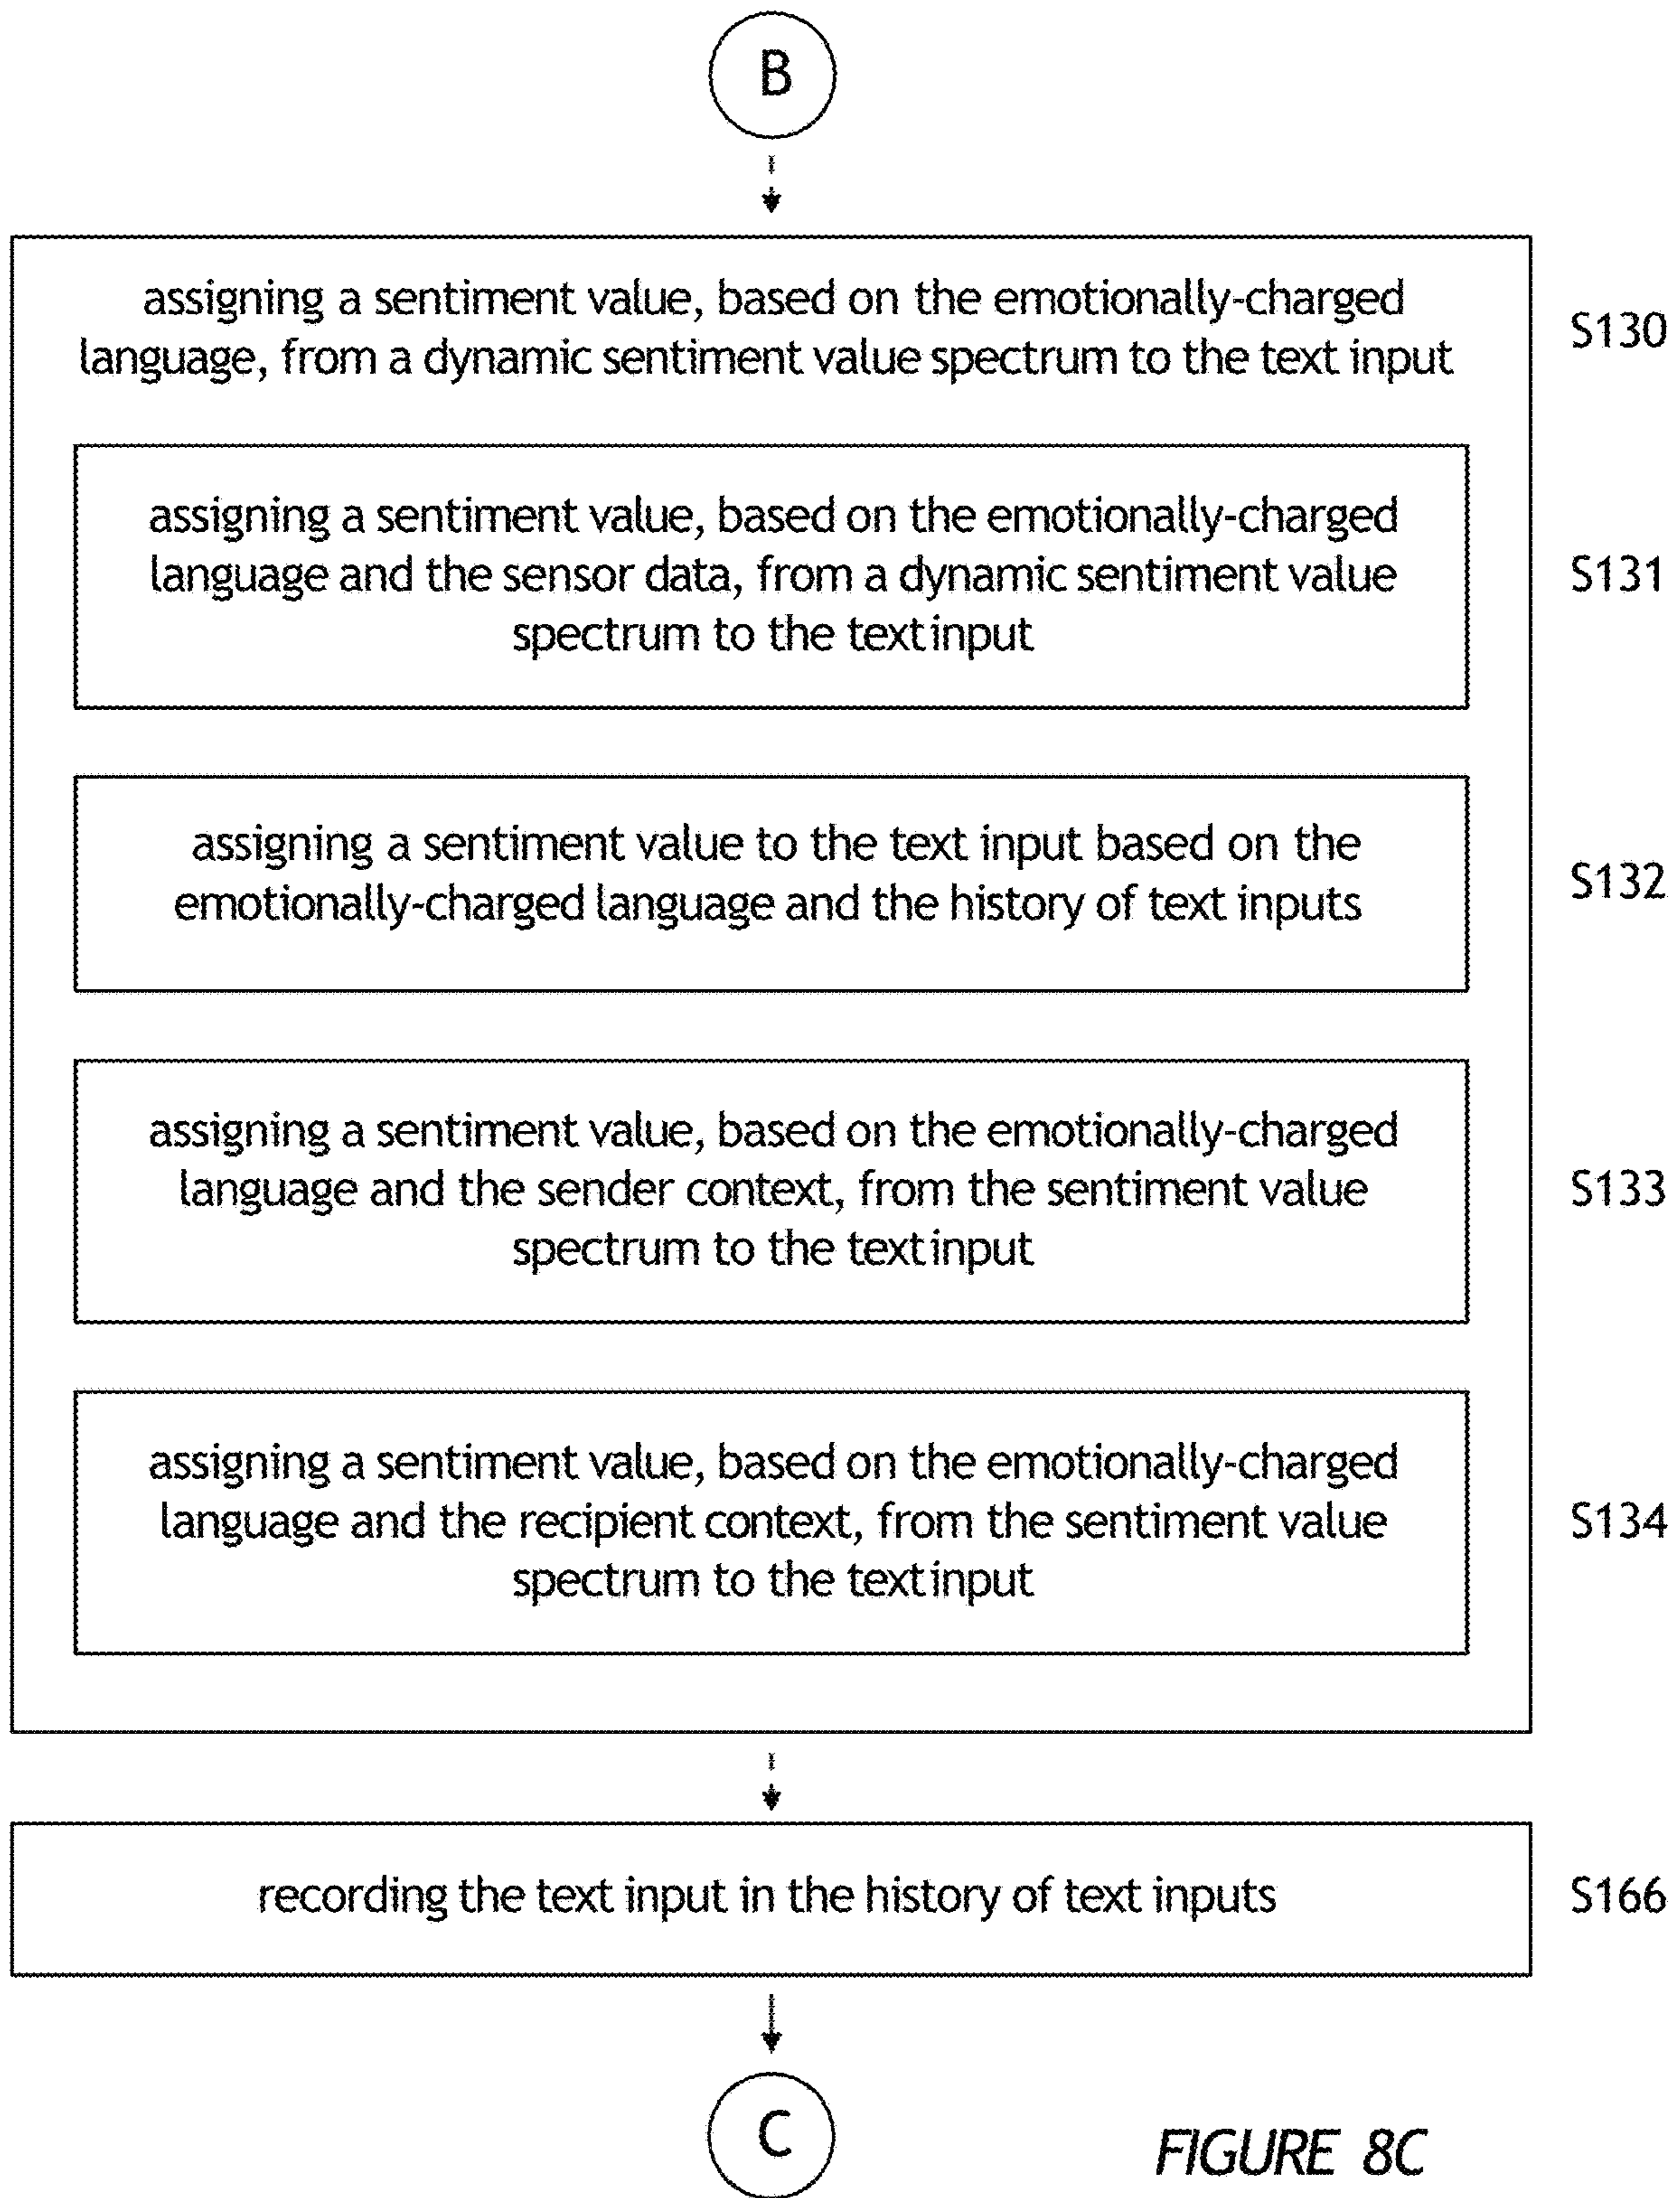 B
assigning a sentiment value, based on the emotionally-charged
language, from a dynamic sentiment value spectrum to the text input
S130
assigning a sentiment value, based on the emotionally-charged
language and the sensor data, from a dynamic sentiment value
spectrum to the text input
S131
assigning a sentiment value to the text input based on the
emotionally-charged language and the history of text inputs
S132
assigning a sentiment value, based on the emotionally-charged
language and the sender context, from the sentiment value
spectrum to the text input
S133
assigning a sentiment value, based on the emotionally-charged
language and the recipient context, from the sentiment value
spectrum to the text input
S134
recording the text input in the history of text inputs
S166
C
FIGURE 8C